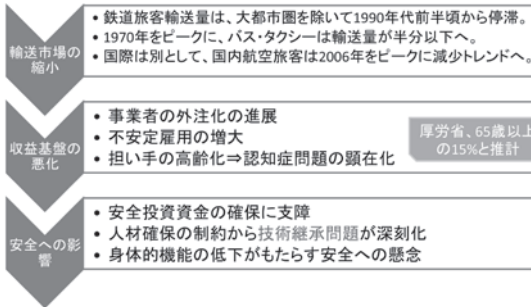 輸送市場の
縮小
• 鉄道旅客輸送量は、大都市圏を除いて1990年代前半頃から停滞。
• 1970年をピークに、バス・タクシーは輸送量が半分以下へ。
• 国際は別として、国内航空旅客は2006年をピークに減少トレンドへ。
収益基盤の
悪化
• 事業者の外注化の進展
• 不安定雇用の増大
• 担い手の高齢化⇒認知症問題の顕在化
厚労省、65歳以上
の15%と推計
安全への影
響
• 安全投資資金の確保に支障
• 人材確保の制約から技術継承問題が深刻化
• 身体的機能の低下がもたらす安全への懸念